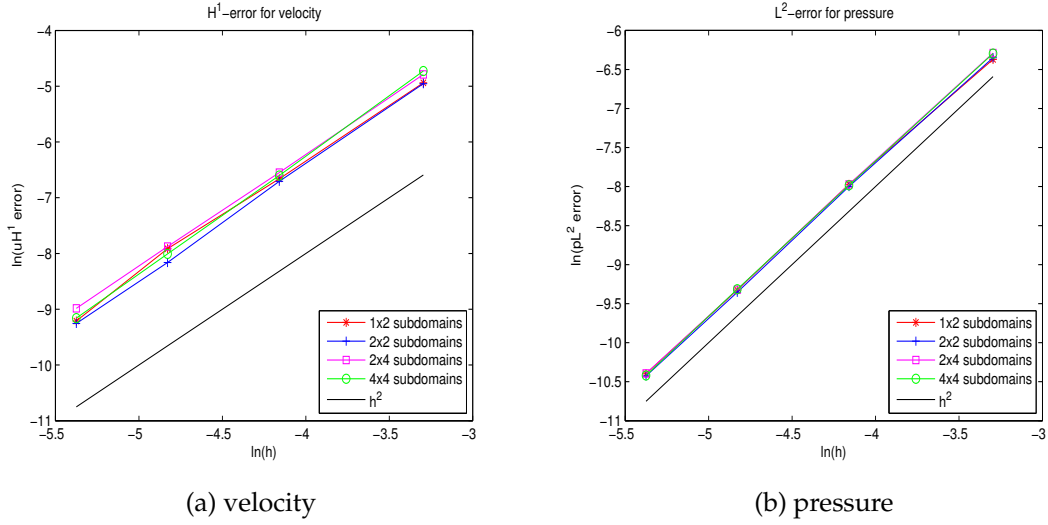 H¹−error for velocity
−4
−5
−6
−7
−8
−9
−10
−11
ln(uH¹ error)
−5.5
−5
−4.5
−4
−3.5
−3
ln(h)
1x2 subdomains
2x2 subdomains
2x4 subdomains
4x4 subdomains
h²
(a) velocity
L²−error for pressure
−6
−6.5
−7
−7.5
−8
−8.5
−9
−9.5
−10
−10.5
−11
ln(pL² error)
−5.5
−5
−4.5
−4
−3.5
−3
ln(h)
1x2 subdomains
2x2 subdomains
2x4 subdomains
4x4 subdomains
h²
(b) pressure